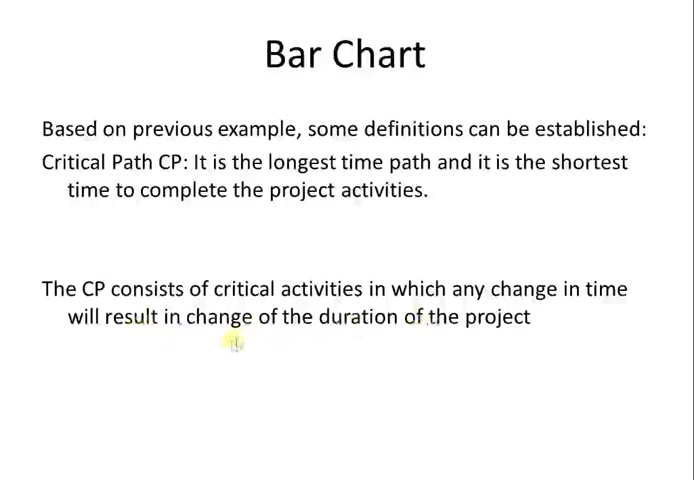 Bar Chart
Based on previous example, some definitions can be established:
Critical Path CP: It is the longest time path and it is the shortest
time to complete the project activities.
The CP consists of critical activities in which any change in time
will result in change of the duration of the project